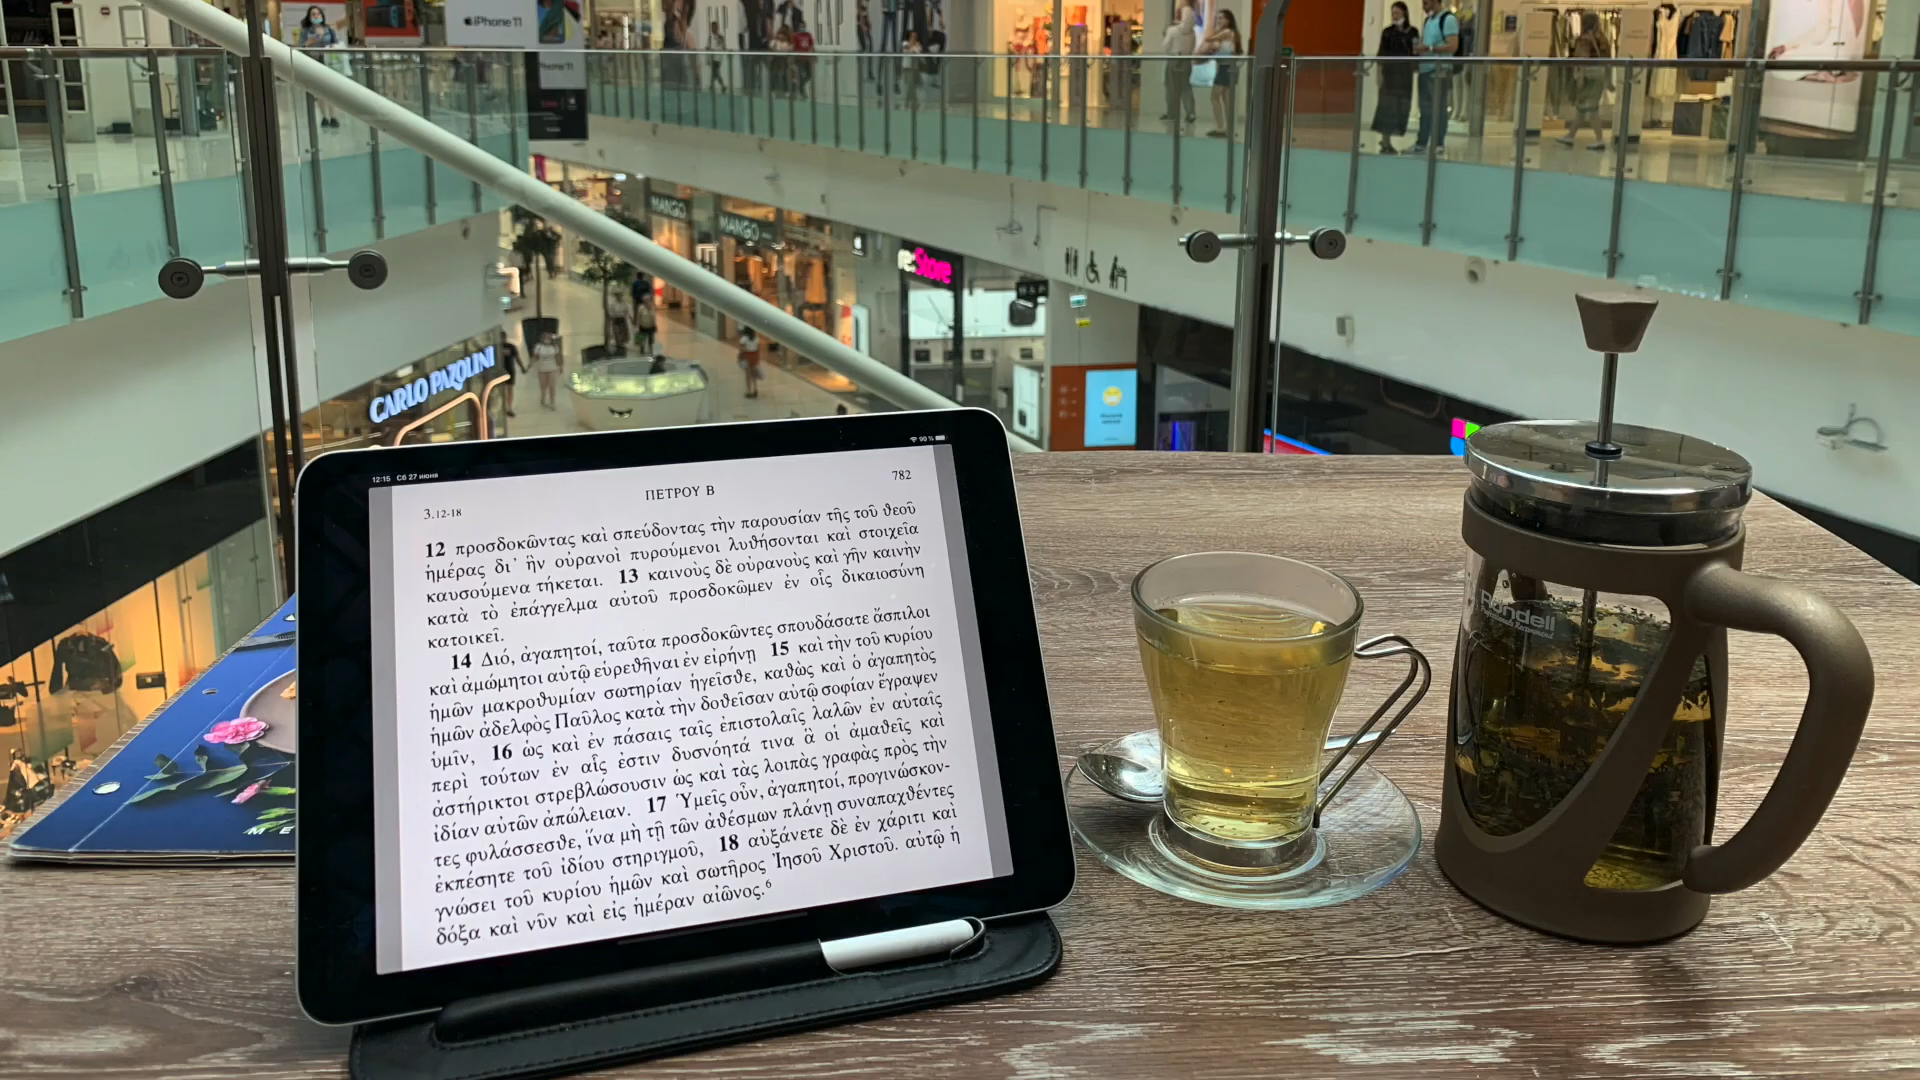 iPhone 11
GAP
iPhone 11
MANGO
MANGO
re:Store
CARLO PAZOLINI
12:15 Сб 27 июня
90 %
ΠΕΤΡΟΥ Β
782
3.12-18
12 προσδοκῶντας καὶ σπεύδοντας τὴν παρουσίαν τῆς τοῦ θεοῦ
ἡμέρας δι’ ἣν οὐρανοὶ πυρούμενοι λυθήσονται καὶ στοιχεῖα
καυσούμενα τήκεται. 13 καινοὺς δὲ οὐρανοὺς καὶ γῆν καινὴν
κατὰ τὸ ἐπάγγελμα αὐτοῦ προσδοκῶμεν ἐν οἷς δικαιοσύνη
κατοικεῖ.
14 Διό, ἀγαπητοί, ταῦτα προσδοκῶντες σπουδάσατε ἄσπιλοι
καὶ ἀμώμητοι αὐτῷ εὑρεθῆναι ἐν εἰρήνῃ 15 καὶ τὴν τοῦ κυρίου
ἡμῶν μακροθυμίαν σωτηρίαν ἡγεῖσθε, καθὼς καὶ ὁ ἀγαπητὸς
ἡμῶν ἀδελφὸς Παῦλος κατὰ τὴν δοθεῖσαν αὐτῷ σοφίαν ἔγραψεν
ὑμῖν, 16 ὡς καὶ ἐν πάσαις ταῖς ἐπιστολαῖς λαλῶν ἐν αὐταῖς
περὶ τούτων ἐν αἷς ἐστιν δυσνόητά τινα ἃ οἱ ἀμαθεῖς καὶ
ἀστήρικτοι στρεβλώσουσιν ὡς καὶ τὰς λοιπὰς γραφὰς πρὸς τὴν
ἰδίαν αὐτῶν ἀπώλειαν. 17 Ὑμεῖς οὖν, ἀγαπητοί, προγινώσκον-
τες φυλάσσεσθε, ἵνα μὴ τῇ τῶν ἀθέσμων πλάνῃ συναπαχθέντες
ἐκπέσητε τοῦ ἰδίου στηριγμοῦ, 18 αὐξάνετε δὲ ἐν χάριτι καὶ
γνώσει τοῦ κυρίου ἡμῶν καὶ σωτῆρος Ἰησοῦ Χριστοῦ. αὐτῷ ἡ
δόξα καὶ νῦν καὶ εἰς ἡμέραν αἰῶνος.6
Röndell